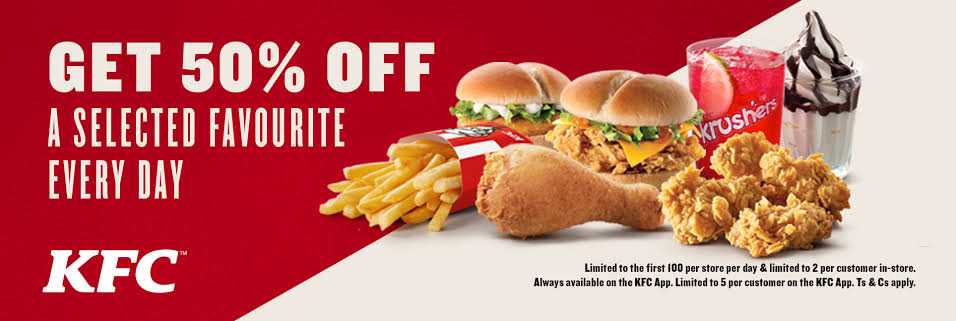 GET 50% OFF
A SELECTED FAVOURITE
EVERY DAY
KFC™
krushers
Limited to the first 100 per store per day & limited to 2 per customer in-store.
Always available on the KFC App. Limited to 5 per customer on the KFC App. Ts & Cs apply.